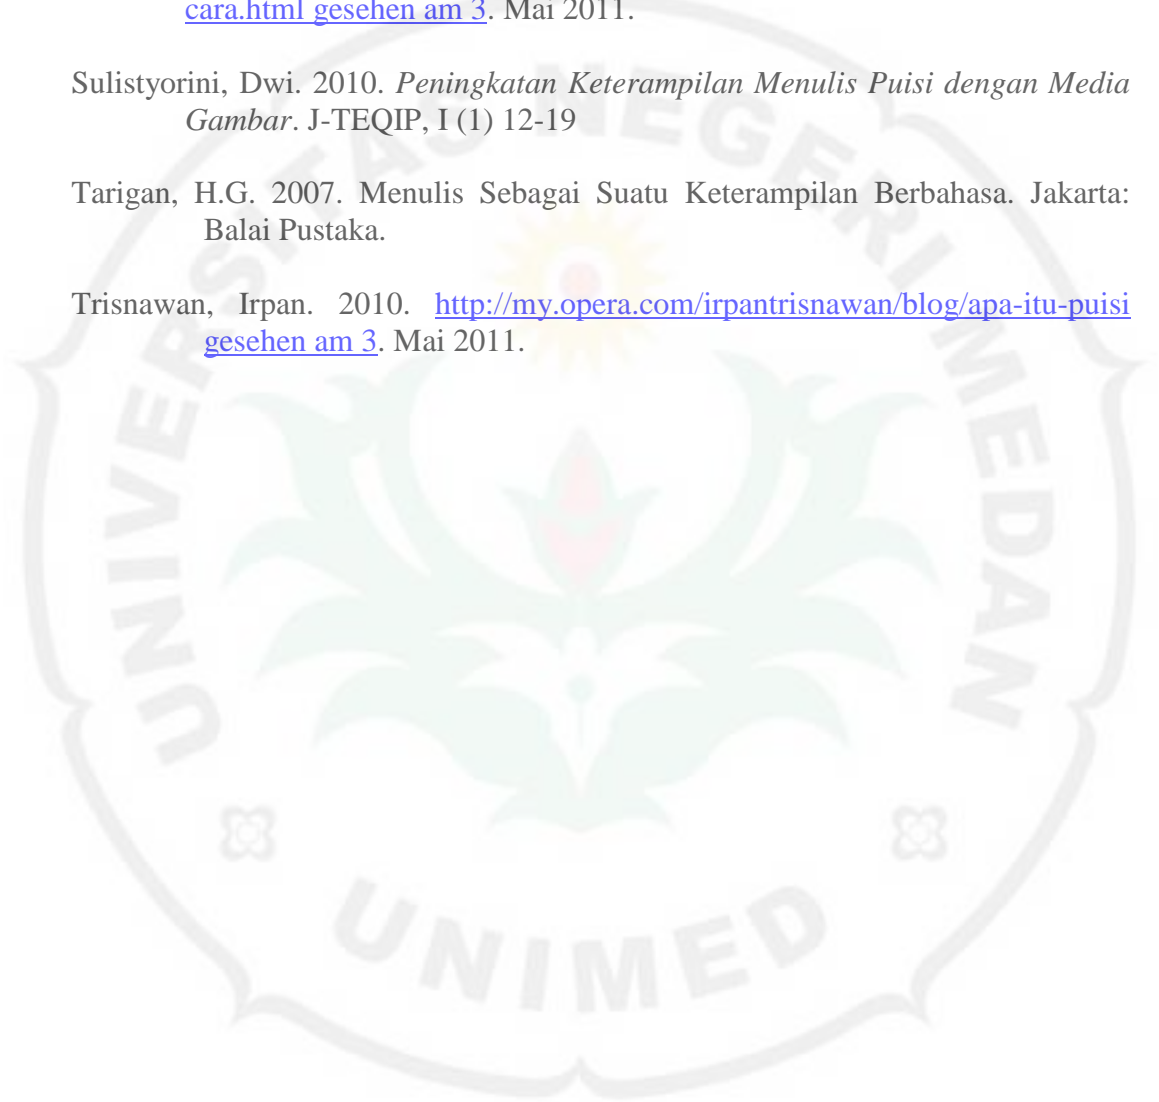 cara.html gesehen am 3. Mai 2011.
Sulistyorini, Dwi. 2010. Peningkatan Keterampilan Menulis Puisi dengan Media
Gambar. J-TEQIP, I (1) 12-19
Tarigan, H.G. 2007. Menulis Sebagai Suatu Keterampilan Berbahasa. Jakarta:
Balai Pustaka.
Trisnawan, Irpan. 2010. http://my.opera.com/irpantrisnawan/blog/apa-itu-puisi
gesehen am 3. Mai 2011.
UNIVERSITAS NEGERI MEDAN
UNIMED